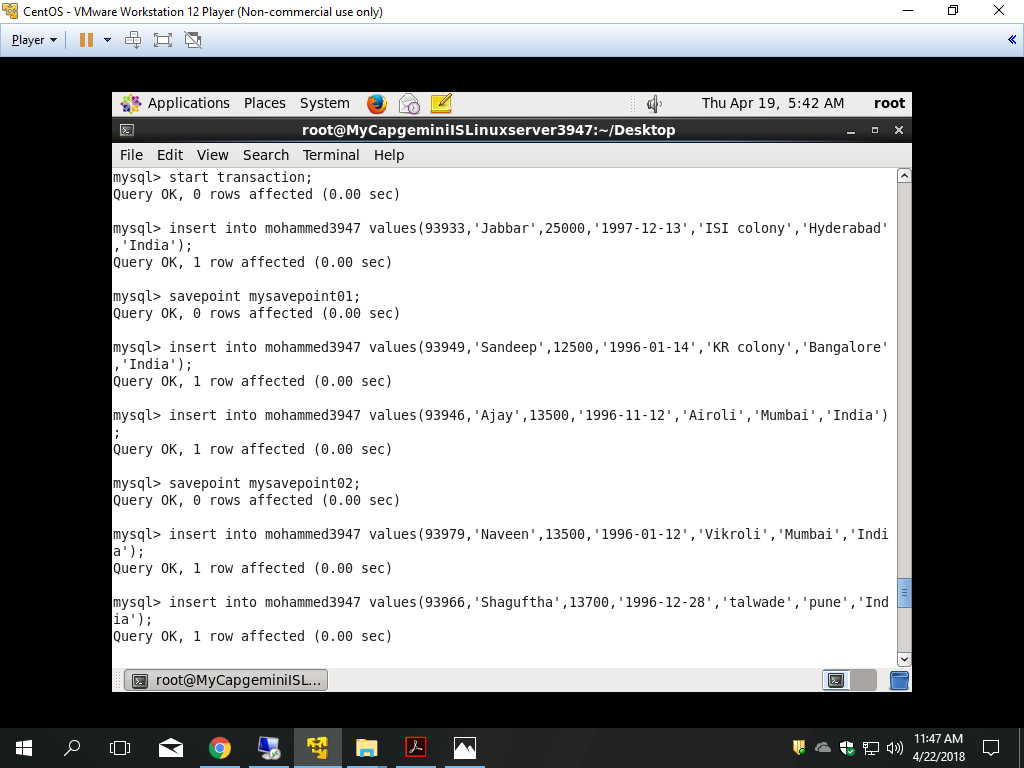 CentOS - VMware Workstation 12 Player (Non-commercial use only)
Player
Applications Places System Thu Apr 19, 5:42 AM root
root@MyCapgeminiISLinuxserver3947:~/Desktop
File Edit View Search Terminal Help
mysql> start transaction;
Query OK, 0 rows affected (0.00 sec)
mysql> insert into mohammed3947 values(93933,'Jabbar',25000,'1997-12-13','ISI colony','Hyderabad'
,'India');
Query OK, 1 row affected (0.00 sec)
mysql> savepoint mysavepoint01;
Query OK, 0 rows affected (0.00 sec)
mysql> insert into mohammed3947 values(93949,'Sandeep',12500,'1996-01-14','KR colony','Bangalore'
,'India');
Query OK, 1 row affected (0.00 sec)
mysql> insert into mohammed3947 values(93946,'Ajay',13500,'1996-11-12','Airoli','Mumbai','India')
;
Query OK, 1 row affected (0.00 sec)
mysql> savepoint mysavepoint02;
Query OK, 0 rows affected (0.00 sec)
mysql> insert into mohammed3947 values(93979,'Naveen',13500,'1996-01-12','Vikroli','Mumbai','Indi
a');
Query OK, 1 row affected (0.00 sec)
mysql> insert into mohammed3947 values(93966,'Shaguftha',13700,'1996-12-28','talwade','pune','Ind
ia');
Query OK, 1 row affected (0.00 sec)
root@MyCapgeminiISL...
11:47 AM
4/22/2018